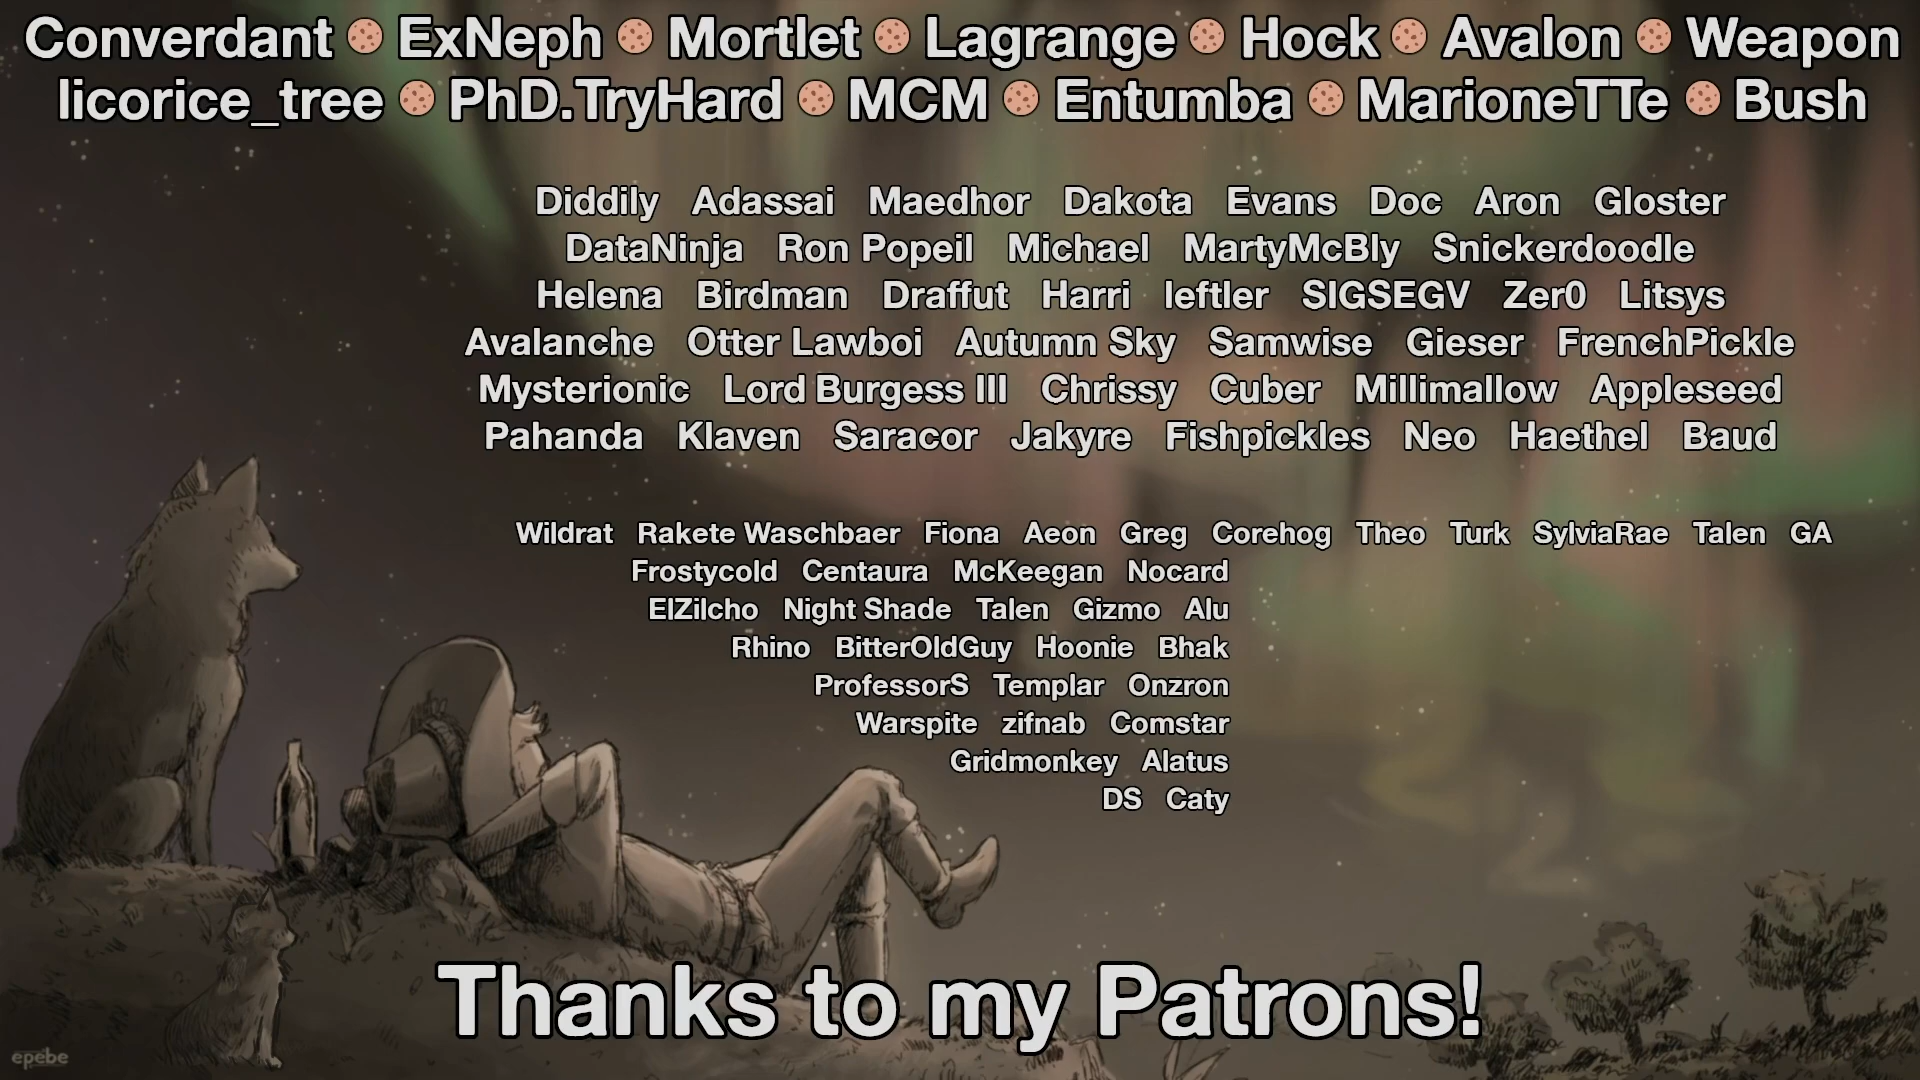 Converdant 🍪 ExNeph 🍪 Mortlet 🍪 Lagrange 🍪 Hock 🍪 Avalon 🍪 Weapon
licorice_tree 🍪 PhD.TryHard 🍪 MCM 🍪 Entumba 🍪 MarioneTTe 🍪 Bush
Diddily Adassai Maedhor Dakota Evans Doc Aron Gloster
DataNinja Ron Popeil Michael MartyMcBly Snickerdoodle
Helena Birdman Draffut Harri leftler SIGSEGV Zer0 Litsys
Avalanche Otter Lawboi Autumn Sky Samwise Gieser FrenchPickle
Mysterionic Lord Burgess III Chrissy Cuber Millimallow Appleseed
Pahanda Klaven Saracor Jakyre Fishpickles Neo Haethel Baud
Wildrat Rakete Waschbaer Fiona Aeon Greg Corehog Theo Turk SylviaRae Talen GA
Frostycold Centaura McKeegan Nocard
ElZilcho Night Shade Talen Gizmo Alu
Rhino BitterOldGuy Hoonie Bhak
ProfessorS Templar Onzron
Warspite zifnab Comstar
Gridmonkey Alatus
DS Caty
Thanks to my Patrons!
epebe